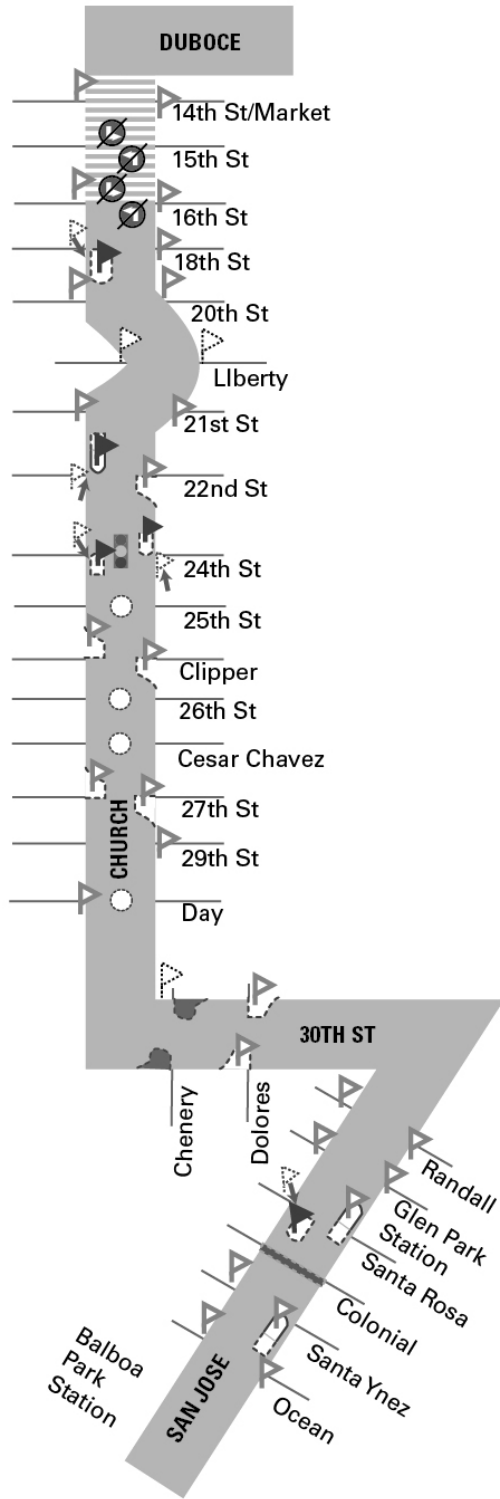 DUBOCE
14th St/Market
15th St
16th St
18th St
20th St
LIberty
21st St
22nd St
24th St
25th St
Clipper
26th St
Cesar Chavez
CHURCH
27th St
29th St
Day
30TH ST
Chenery
Dolores
Randall
Glen Park
Station
Santa Rosa
Colonial
Santa Ynez
Ocean
SAN JOSE
Balboa
Park
Station